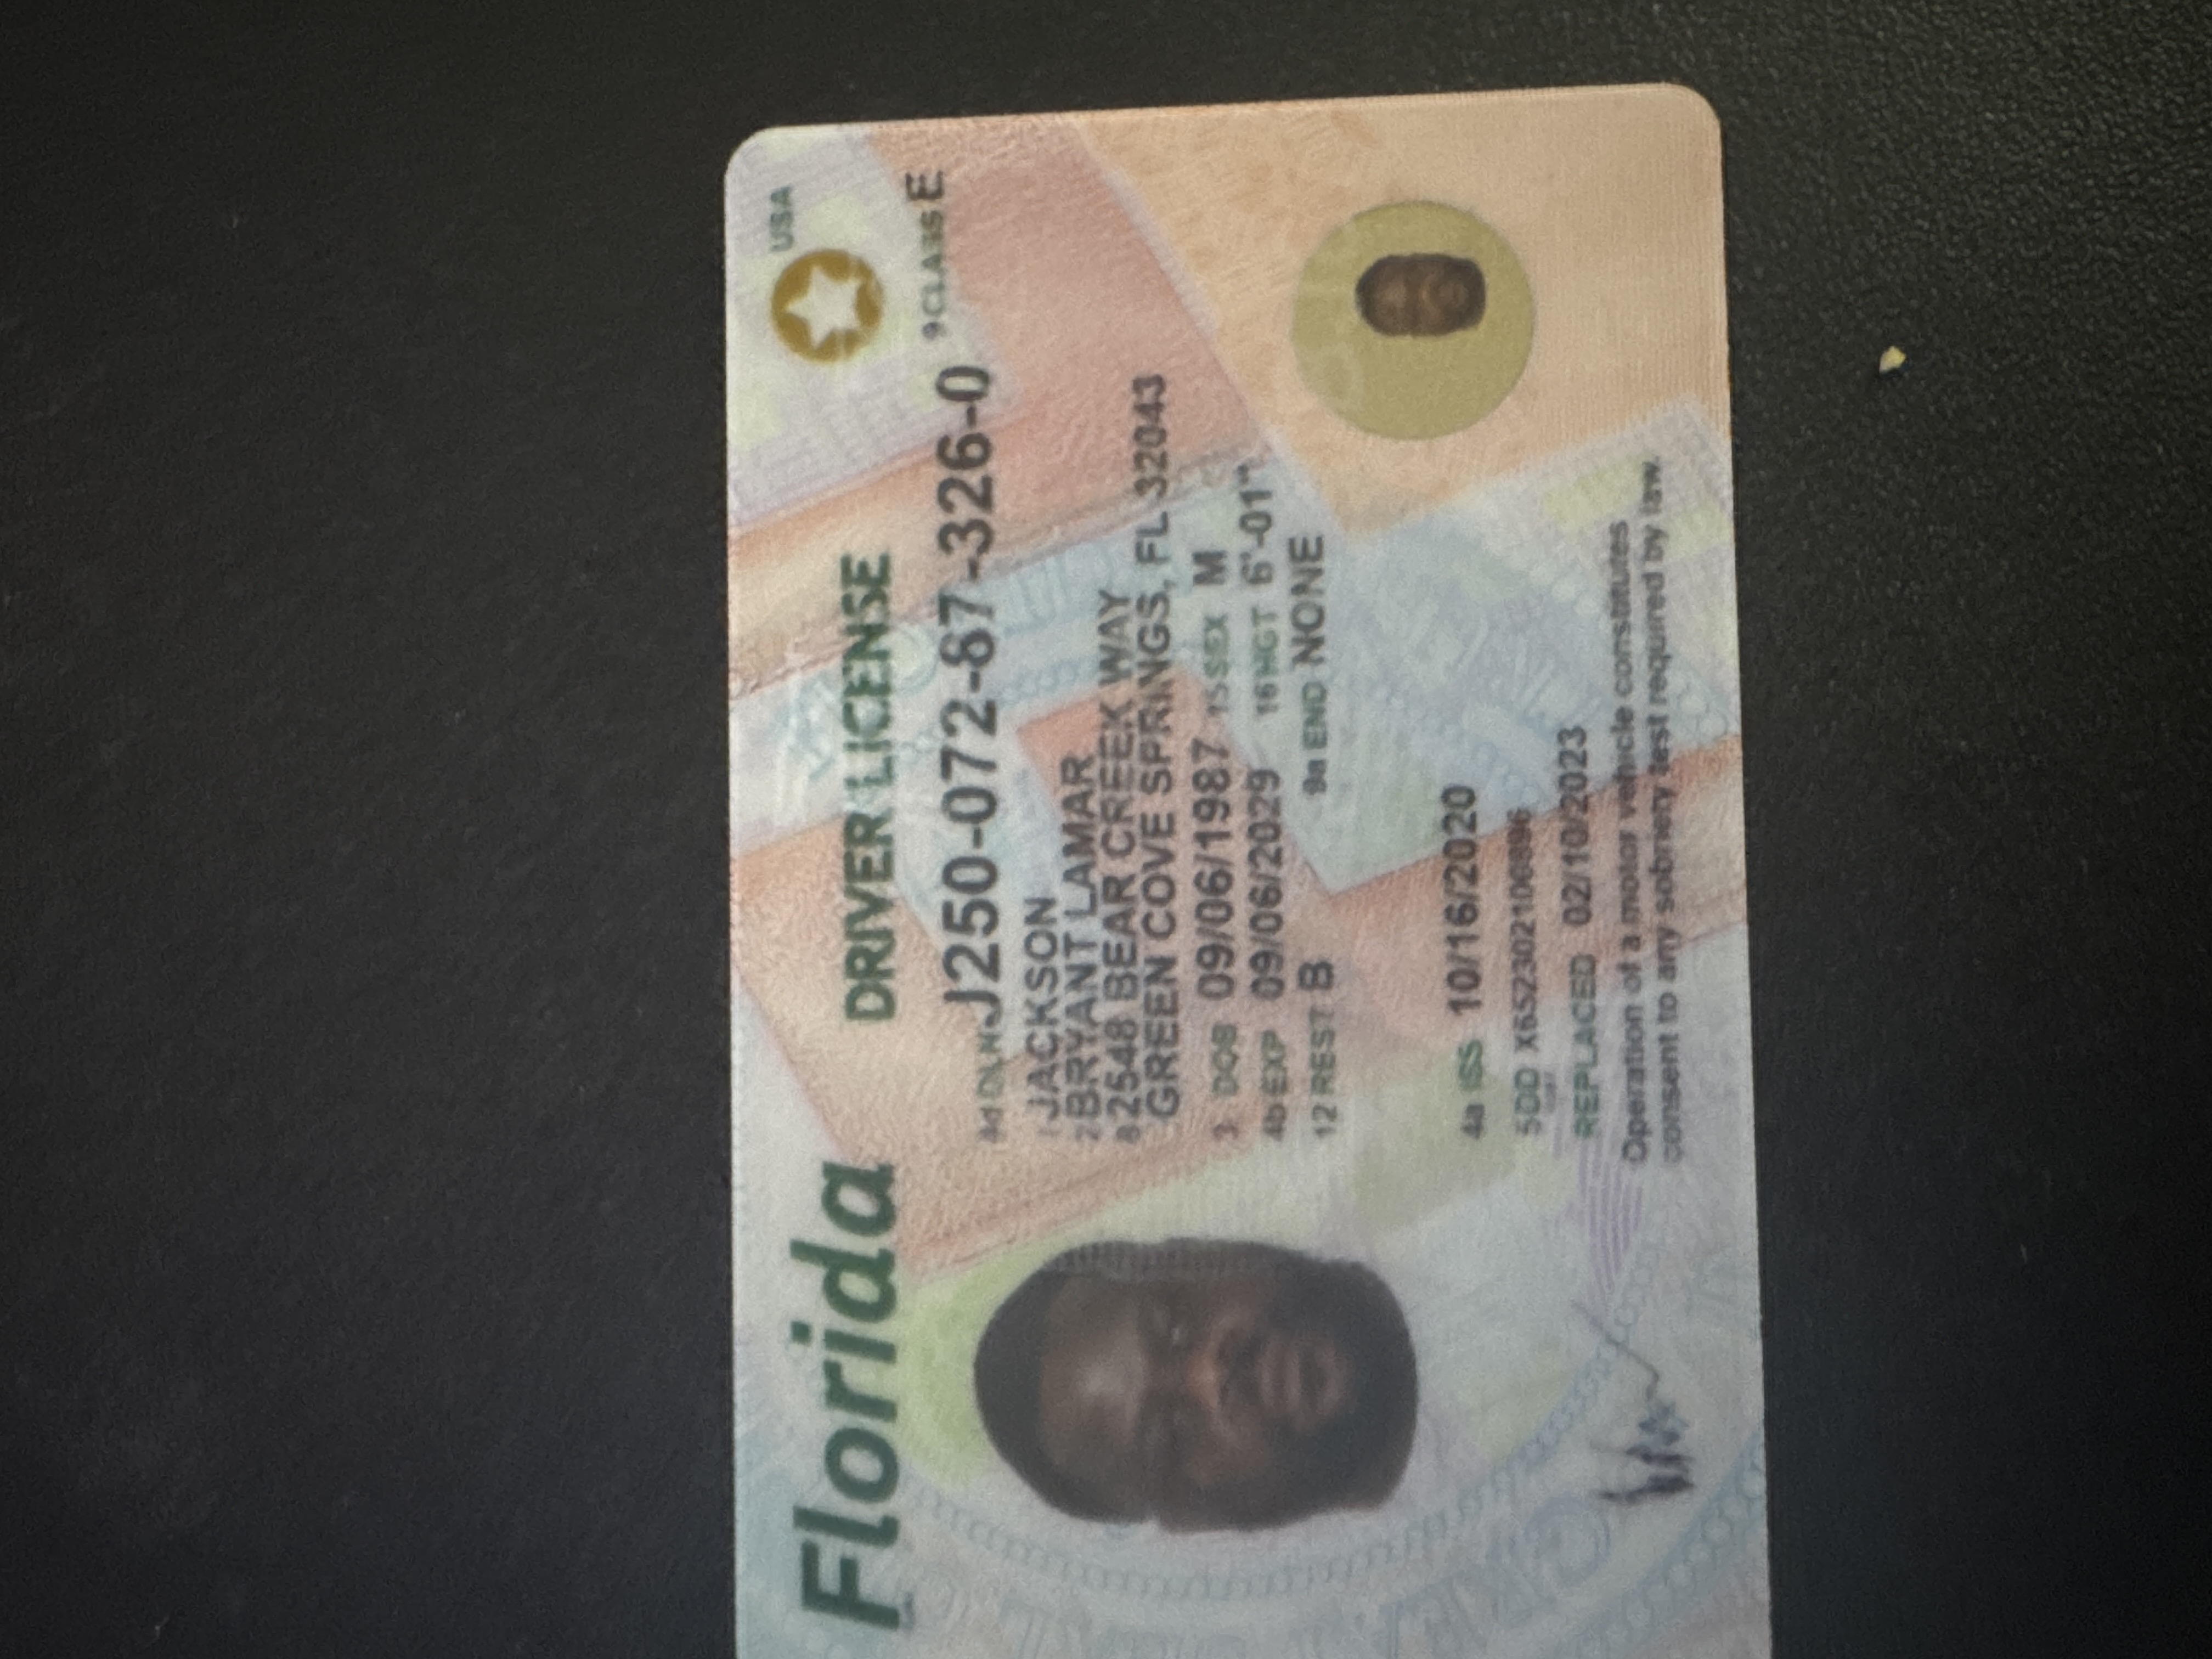 Florida
DRIVER LICENSE
USA
9 CLASS E
4d DLN J250-072-87-326-0
1 JACKSON
2 BRYANT LAMAR
8 2548 BEAR CREEK WAY
GREEN COVE SPRINGS, FL 32043
3 DOB 09/06/1987 15 SEX M
4b EXP 09/06/2029 16 HGT 6'-01"
12 REST B 9a END NONE
4a ISS 10/16/2020
5 DD X652302100896
REPLACED 02/10/2023
Operation of a motor vehicle constitutes
consent to any sobriety test required by law.